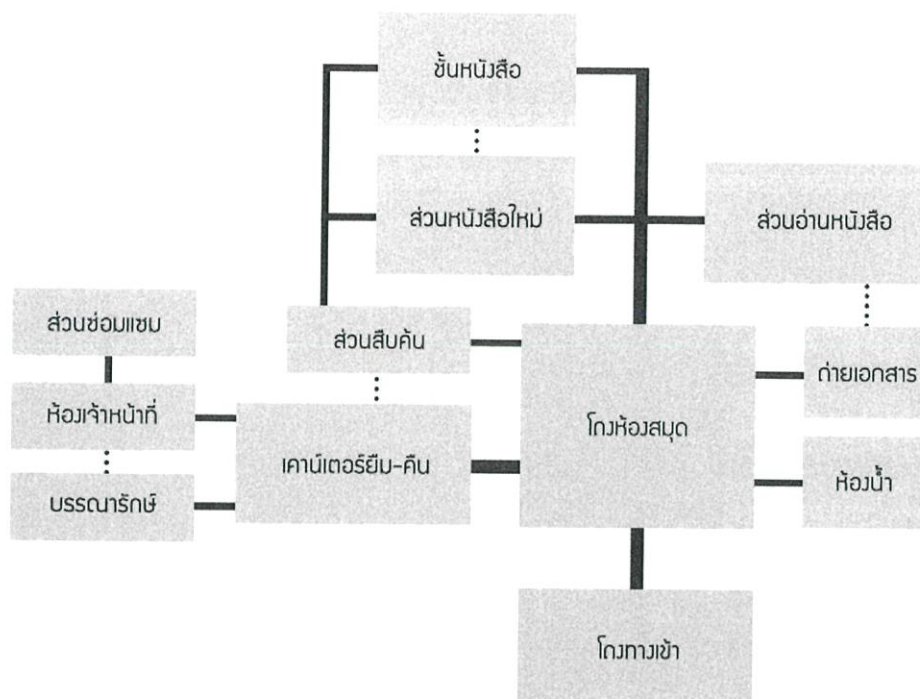 ชั้นหนังสือ
ส่วนหนังสือใหม่
ส่วนอ่านหนังสือ
ส่วนซ่อมแซม
ส่วนสืบค้น
ถ่ายเอกสาร
ห้องเจ้าหน้าที่
โถงห้องสมุด
เคาน์เตอร์ยืม-คืน
ห้องน้ำ
บรรณารักษ์
โถงทางเข้า